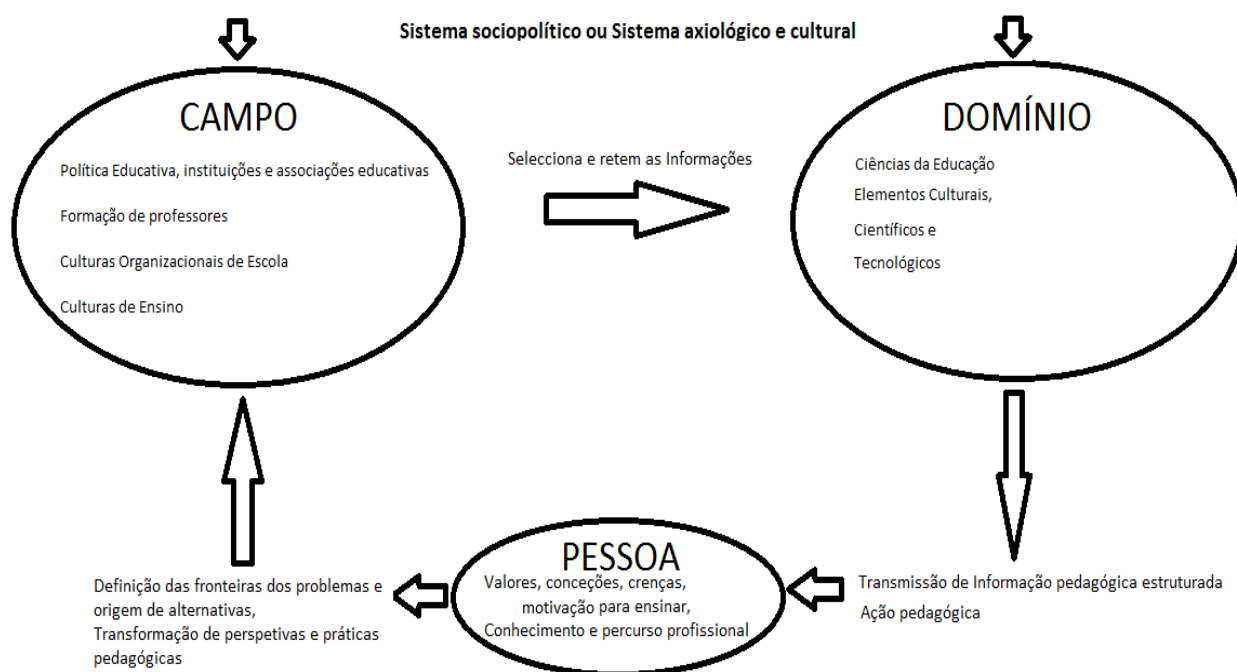 Sistema sociopolítico ou Sistema axiológico e cultural
CAMPO
Política Educativa, instituições e associações educativas
Formação de professores
Culturas Organizacionais de Escola
Culturas de Ensino
Selecciona e retem as Informações
DOMÍNIO
Ciências da Educação
Elementos Culturais,
Científicos e
Tecnológicos
Transmissão de Informação pedagógica estruturada
Ação pedagógica
PESSOA
Valores, conceções, crenças,
motivação para ensinar,
Conhecimento e percurso profissional
Definição das fronteiras dos problemas e
origem de alternativas,
Transformação de perspetivas e práticas
pedagógicas